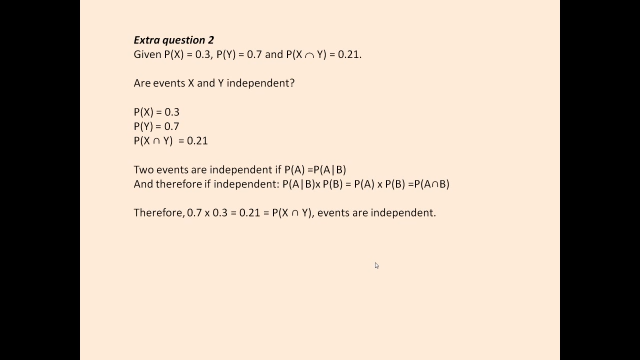 Extra question 2
Given P(X) = 0.3, P(Y) = 0.7 and P(X ∩ Y) = 0.21.
Are events X and Y independent?
P(X) = 0.3
P(Y) = 0.7
P(X ∩ Y) = 0.21
Two events are independent if P(A) =P(A|B)
And therefore if independent: P(A|B)x P(B) = P(A) x P(B) =P(A∩B)
Therefore, 0.7 x 0.3 = 0.21 = P(X ∩ Y), events are independent.